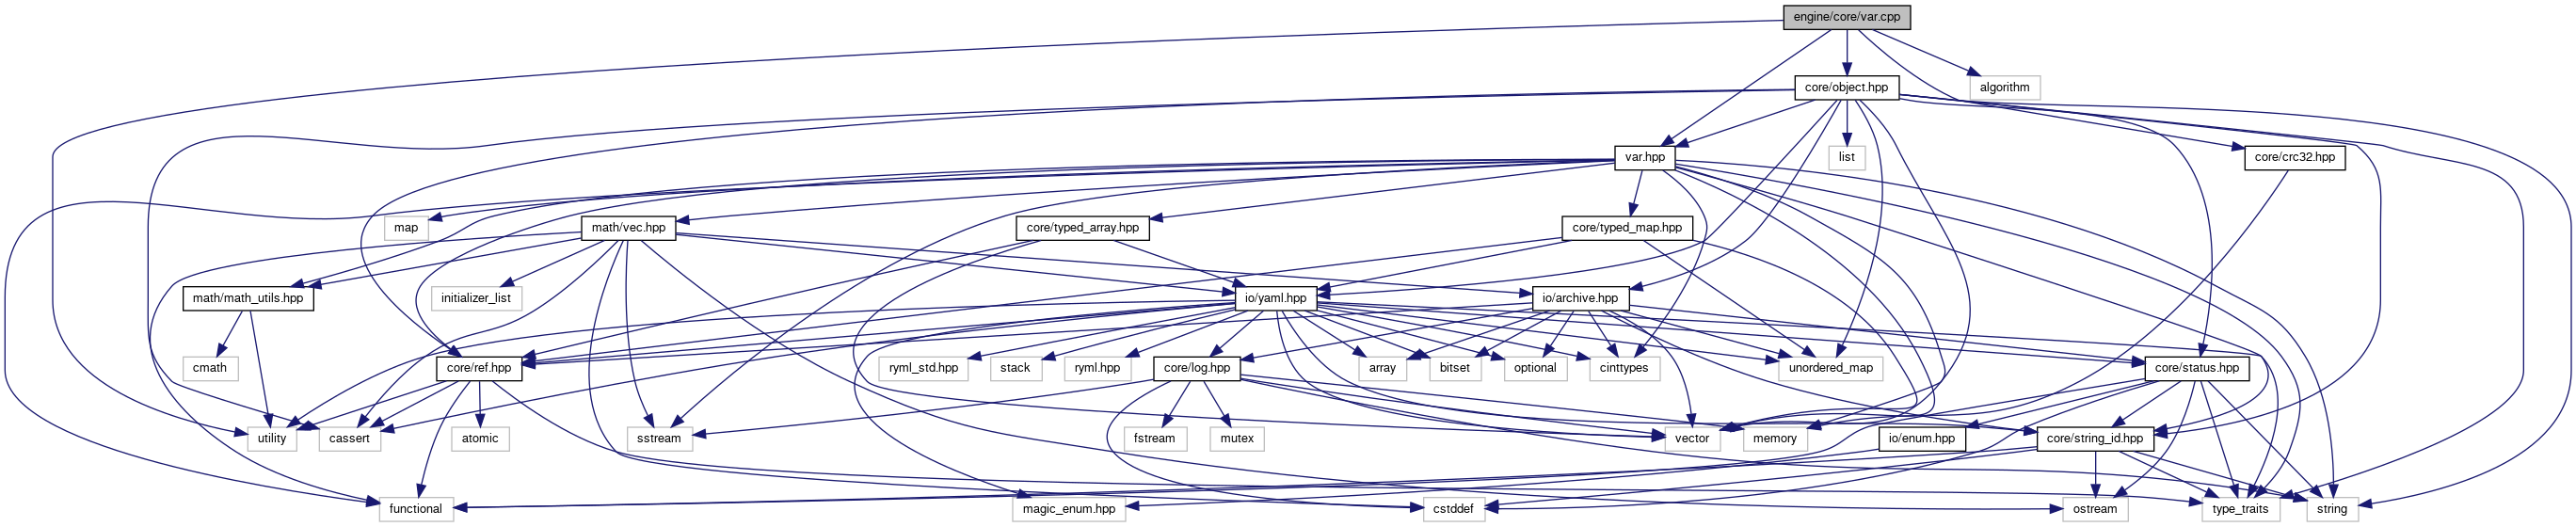 engine/core/var.cpp
core/object.hpp
algorithm
var.hpp
list
core/crc32.hpp
map
math/vec.hpp
core/typed_array.hpp
core/typed_map.hpp
math/math_utils.hpp
initializer_list
io/yaml.hpp
io/archive.hpp
cmath
core/ref.hpp
ryml_std.hpp
stack
ryml.hpp
core/log.hpp
array
bitset
optional
cinttypes
unordered_map
core/status.hpp
utility
cassert
atomic
sstream
fstream
mutex
vector
memory
io/enum.hpp
core/string_id.hpp
functional
magic_enum.hpp
cstddef
ostream
type_traits
string